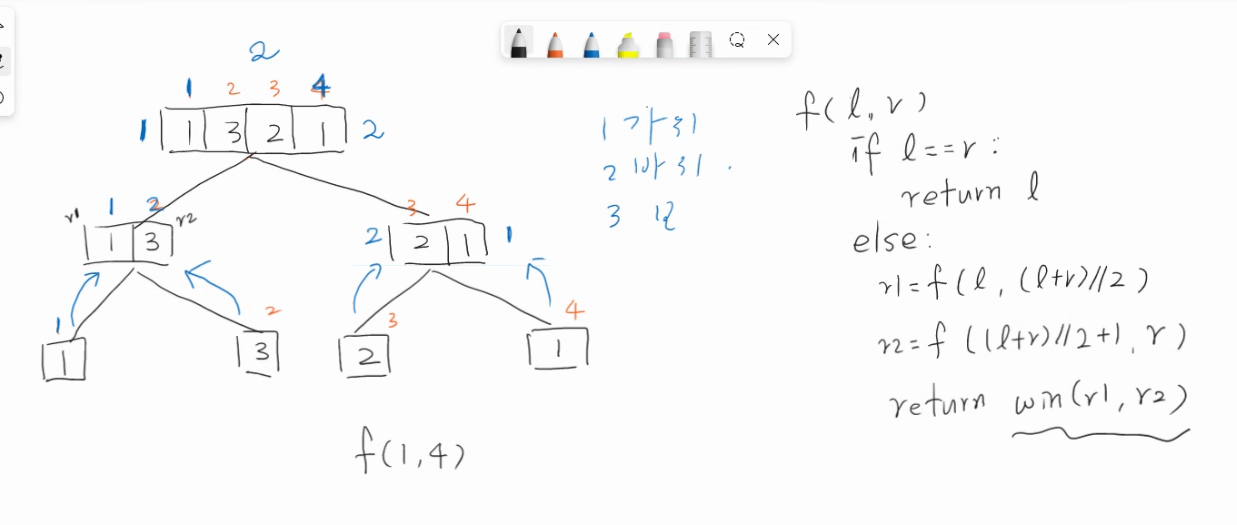 2
1 2 3 4
1 1 3 2 1 2
1 2
r1 1 3 r2
3 4
2 2 1 1
1
1
2
3
3
2
4
1
f(1,4)
1 가위
2 바위
3 보
f(l,r)
if l==r :
return l
else:
r1=f(l, (l+r)//2)
r2=f((l+r)//2+1, r)
return win(r1, r2)